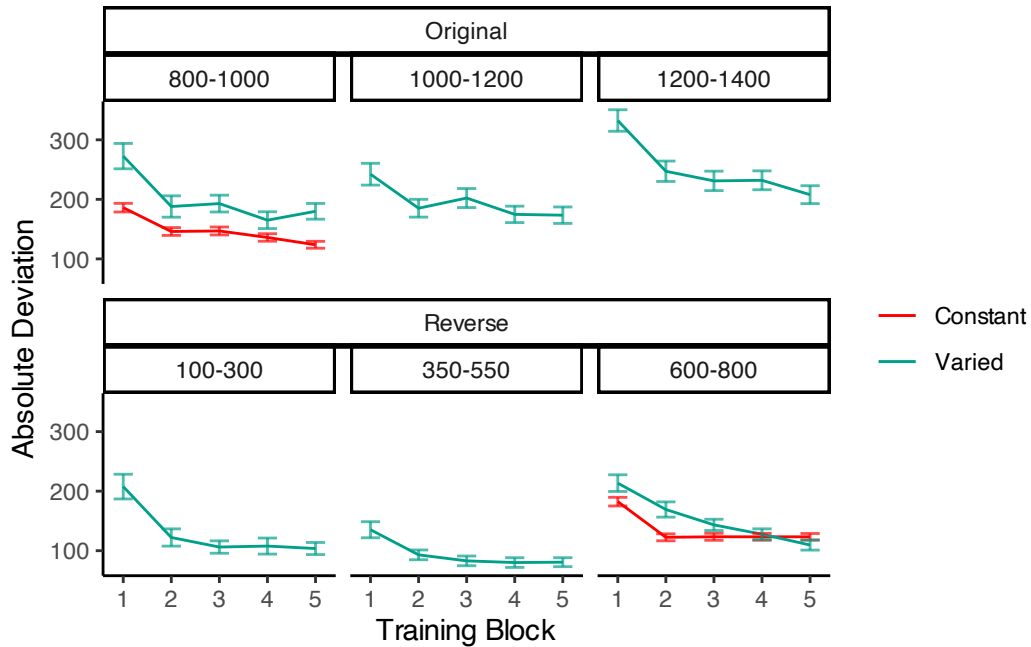 Original
800-1000 1000-1200 1200-1400
300
200
100
Absolute Deviation
Reverse
100-300 350-550 600-800
300
200
100
1 2 3 4 5 1 2 3 4 5 1 2 3 4 5
Training Block
Constant
Varied